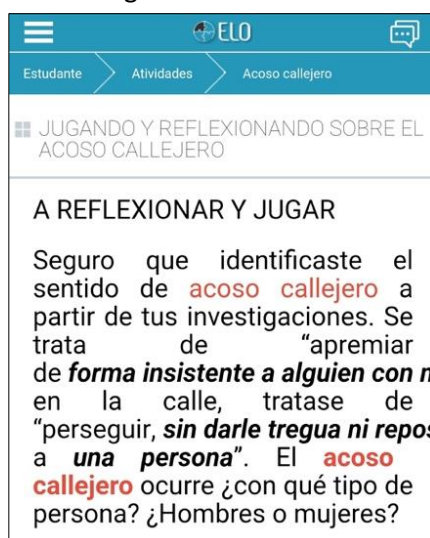 ELO
Estudante
Atividades
Acoso callejero
JUGANDO Y REFLEXIONANDO SOBRE EL
ACOSO CALLEJERO
A REFLEXIONAR Y JUGAR
Seguro que identificaste el
sentido de acoso callejero a
partir de tus investigaciones. Se
trata de “apremiar
de forma insistente a alguien con
en la calle, tratase de
“perseguir, sin darle tregua ni
a una persona”. El acoso
callejero ocurre ¿con qué tipo de
persona? ¿Hombres o mujeres?